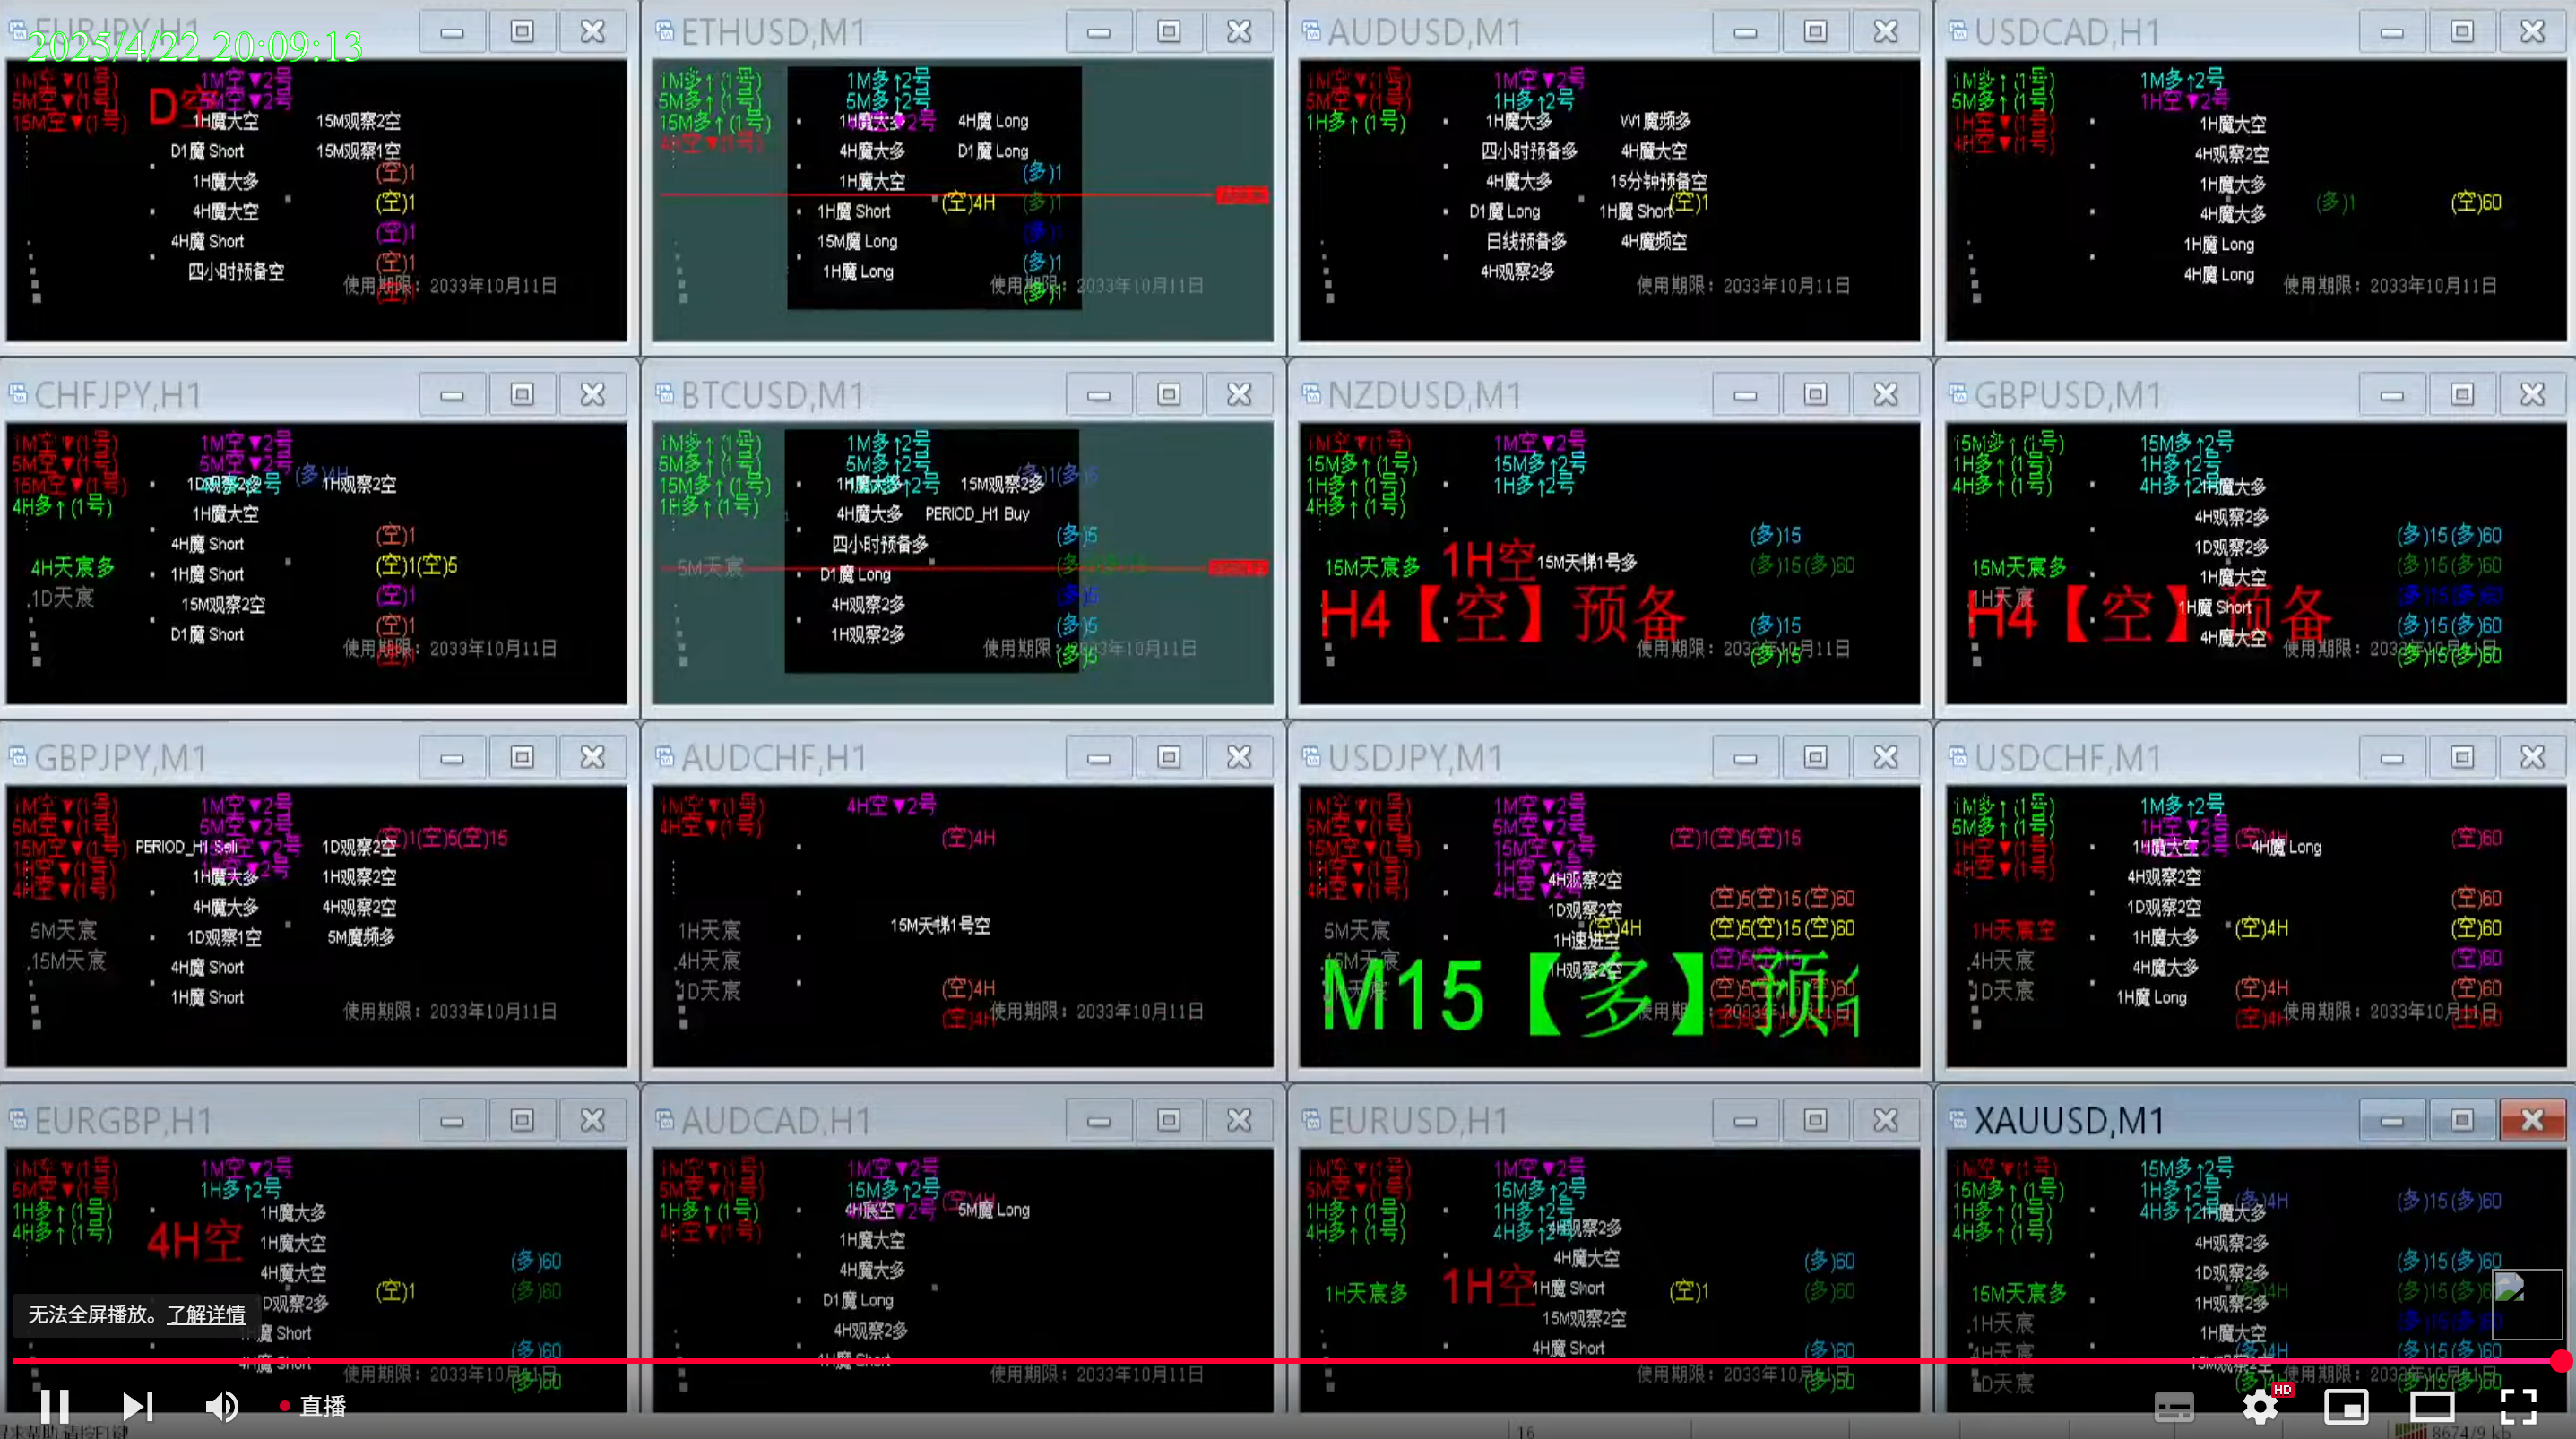 EURJPY,H1
2025/4/22 20:09:13
1M空▼(1号)
5M空▼(1号)
15M空▼(1号)
D空
1M空▼2号
5M空▼2号
1H魔大空 15M观察2空
D1魔 Short 15M观察1空
1H魔大多
4H魔大空
4H魔 Short
四小时预备空
(空)1
(空)1
(空)1
(空)1
(空)1
使用期限：2033年10月11日
ETHUSD,M1
1M多↑(1号)
5M多↑(1号)
15M多↑(1号)
4H空▼(1号)
1M多↑2号
5M多↑2号
1H魔大多 4H魔 Long
4H魔大多 D1魔 Long
1H魔大空
1H魔 Short
15M魔 Long
1H魔 Long
(空)4H
(多)1
(多)1
(多)1
(多)1
(多)1
使用期限：2033年10月11日
AUDUSD,M1
1M空▼(1号)
5M空▼(1号)
1H多↑(1号)
1M空▼2号
1H多↑2号
1H魔大多 W1魔频多
四小时预备多 4H魔大空
4H魔大多 15分钟预备空
D1魔 Long 1H魔 Short
日线预备多 4H魔频空
4H观察2多
(空)1
使用期限：2033年10月11日
USDCAD,H1
1M多↑(1号)
5M多↑(1号)
1H空▼(1号)
4H空▼(1号)
1M多↑2号
1H空▼2号
1H魔大空
4H观察2空
1H魔大多
4H魔大多
1H魔 Long
4H魔 Long
(多)1 (空)60
使用期限：2033年10月11日
CHFJPY,H1
1M空▼(1号)
5M空▼(1号)
15M空▼(1号)
4H多↑(1号)
4H天宸多
1D天宸
1M空▼2号
5M空▼2号
(多)4H
1D观察2多 1H观察2空
1H魔大空
4H魔 Short
1H魔 Short
15M观察2空
D1魔 Short
(空)1
(空)1(空)5
(空)1
(空)1
(空)1
使用期限：2033年10月11日
BTCUSD,M1
1M多↑(1号)
5M多↑(1号)
15M多↑(1号)
1H多↑(1号)
5M天宸
1M多↑2号
5M多↑2号
1H魔大多 15M观察2多
(多)1(多)5
4H魔大多 PERIOD_H1 Buy
四小时预备多
D1魔 Long
4H观察2多
1H观察2多
(多)5
(多)5
(多)5
(多)5
使用期限：2033年10月11日
NZDUSD,M1
1M空▼(1号)
15M多↑(1号)
1H多↑(1号)
4H多↑(1号)
1M空▼2号
15M多↑2号
1H多↑2号
15M天宸多
1H空
15M天梯1号多
H4【空】预备
(多)15
(多)15(多)60
(多)15
(多)15
使用期限：2033年10月11日
GBPUSD,M1
15M多↑(1号)
1H多↑(1号)
4H多↑(1号)
15M多↑2号
1H多↑2号
4H多↑2号
1H魔大多
4H观察2多
1D观察2多
1H魔大空
1H魔 Short
4H魔大空
15M天宸多
1H天宸
H4【空】预备
(多)15(多)60
(多)15(多)60
(多)15(多)60
(多)15(多)60
(多)15(多)60
使用期限：2033年10月11日
GBPJPY,M1
1M空▼(1号)
5M空▼(1号)
15M空▼(1号)
1H空▼(1号)
4H空▼(1号)
5M天宸
15M天宸
1M空▼2号
5M空▼2号
(空)1(空)5(空)15
PERIOD_H1 Sell 1D观察2空
1H魔大多 1H观察2空
4H魔大多 4H观察2空
1D观察1空 5M魔频多
4H魔 Short
1H魔 Short
使用期限：2033年10月11日
AUDCHF,H1
1M空▼(1号)
4H空▼(1号)
4H空▼2号
(空)4H
15M天梯1号空
1H天宸
4H天宸
1D天宸
(空)4H
(空)4H
使用期限：2033年10月11日
USDJPY,M1
1M空▼(1号)
5M空▼(1号)
15M空▼(1号)
1H空▼(1号)
4H空▼(1号)
1M空▼2号
5M空▼2号
15M空▼2号
1H空▼2号
4H空▼2号
(空)1(空)5(空)15
4H观察2空
1D观察2空
1H速进空
1H观察2空
(空)4H
(空)5(空)15(空)60
(空)5(空)15(空)60
5M天宸
15M天宸
M15【多】预
USDCHF,M1
1M多↑(1号)
5M多↑(1号)
1H空▼(1号)
4H空▼(1号)
1M多↑2号
1H空▼2号
(空)4H (空)60
1H魔大空 4H魔 Long
4H观察2空
1D观察2空
1H魔大多
4H魔大多
1H魔 Long
1H天宸空
4H天宸
1D天宸
(空)60
(空)4H (空)60
(空)60
(空)4H (空)60
(空)4H
使用期限：2033年10月11日
EURGBP,H1
1M空▼(1号)
5M空▼(1号)
1H多↑(1号)
4H多↑(1号)
1M空▼2号
1H多↑2号
4H空
1H魔大多
1H魔大空
4H魔大空
1D观察2多
1H魔 Short
4H魔 Short
(多)60
(空)1 (多)60
(多)60
(多)60
使用期限：2033年10月11日
AUDCAD,H1
1M空▼(1号)
5M空▼(1号)
1H多↑(1号)
4H空▼(1号)
1M空▼2号
15M多↑2号
(空)4H
5M魔 Long
1H魔大空
4H魔大多
D1魔 Long
4H观察2多
4H魔 Short
使用期限：2033年10月11日
EURUSD,H1
1M空▼(1号)
5M空▼(1号)
1H多↑(1号)
4H多↑(1号)
1M空▼2号
15M多↑2号
1H多↑2号
4H多↑2号
4H观察2多
4H魔大空
1H魔 Short
15M观察2空
4H魔 Short
1H天宸多
1H空
(多)60
(空)1 (多)60
(多)60
(多)60
使用期限：2033年10月11日
XAUUSD,M1
1M空▼(1号)
15M多↑(1号)
1H多↑(1号)
4H多↑(1号)
15M多↑2号
1H多↑2号
4H多↑2号
(多)4H (多)15(多)60
1H魔大多
4H观察2多
1D观察2多
1H观察2多
1H魔大空
15M观察2空
15M天宸多
1H天宸
4H天宸
1D天宸
(多)15(多)60
(多)4H
(多)4H (多)15(多)60
使用期限：2033年10月11日
无法全屏播放。了解详情
直播
HD
16
8674/9 kb